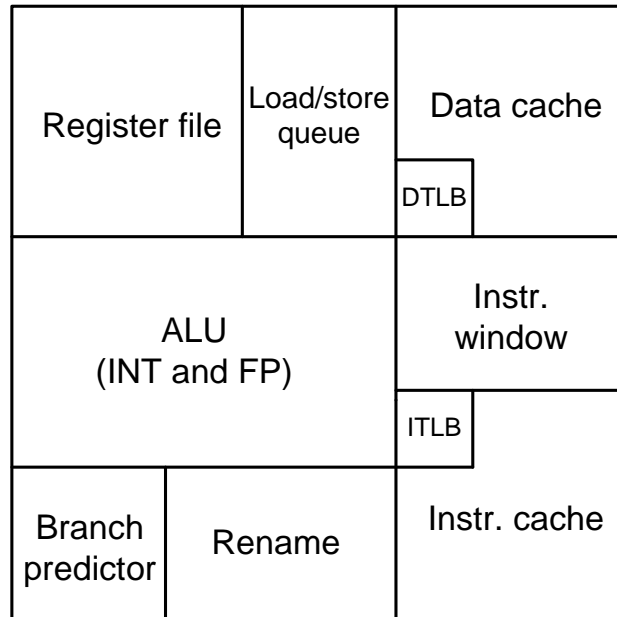 Register file
Load/store
queue
Data cache
DTLB
ALU
(INT and FP)
Instr.
window
ITLB
Branch
predictor
Rename
Instr. cache